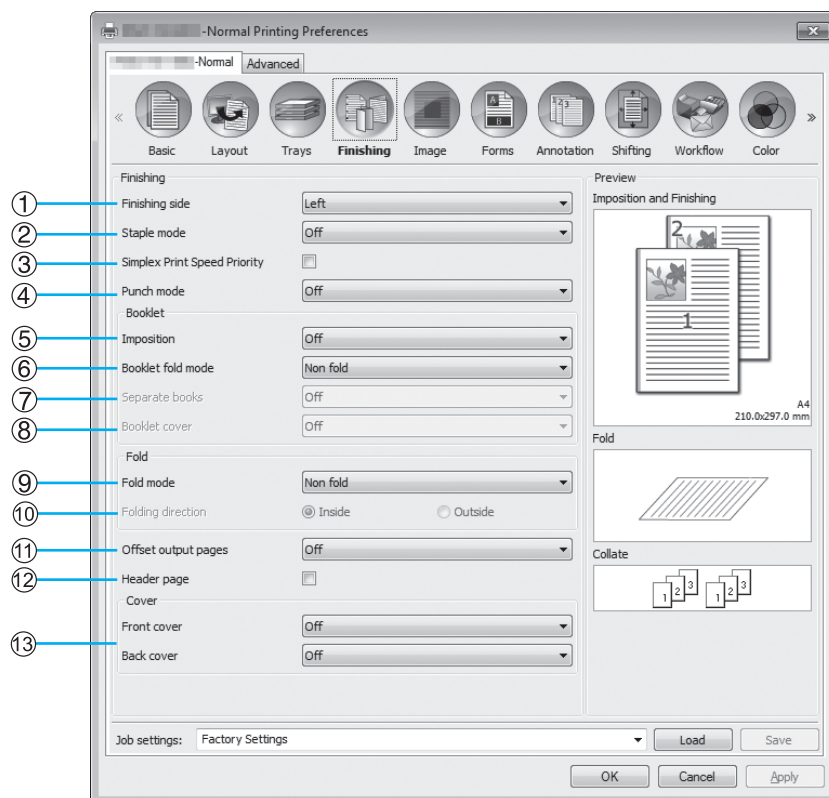 -Normal Printing Preferences
-Normal Advanced
« Basic Layout Trays Finishing Image Forms Annotation Shifting Workflow Color »
A B
1 2 3
Finishing
① Finishing side Left
② Staple mode Off
③ Simplex Print Speed Priority
④ Punch mode Off
Booklet
⑤ Imposition Off
⑥ Booklet fold mode Non fold
⑦ Separate books Off
⑧ Booklet cover Off
Fold
⑨ Fold mode Non fold
⑩ Folding direction Inside Outside
⑪ Offset output pages Off
⑫ Header page
Cover
⑬
Front cover Off
Back cover Off
Preview
Imposition and Finishing
2
1
A4
210.0x297.0 mm
Fold
Collate
1 2 3 1 2 3
Job settings: Factory Settings Load Save
OK Cancel Apply